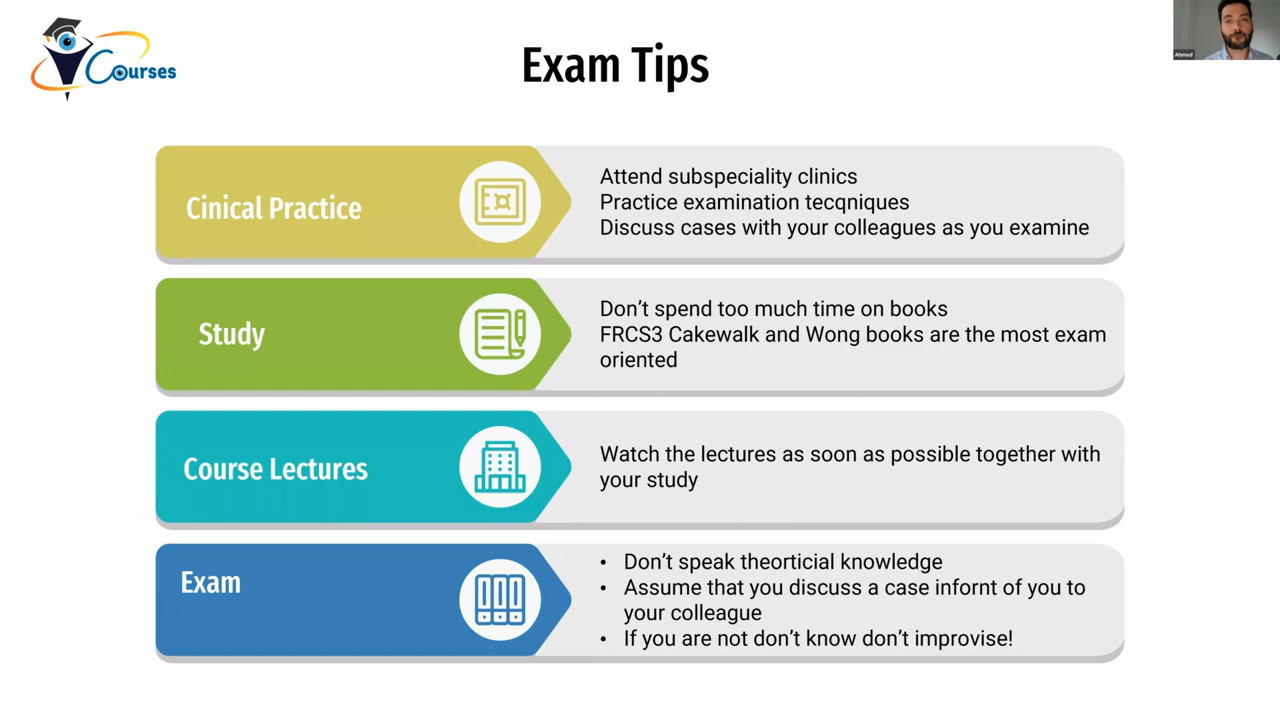 Courses
Exam Tips
Ahmed
Cinical Practice
Attend subspeciality clinics
Practice examination tecqniques
Discuss cases with your colleagues as you examine
Study
Don't spend too much time on books
FRCS3 Cakewalk and Wong books are the most exam
oriented
Course Lectures
Watch the lectures as soon as possible together with
your study
Exam
• Don't speak theorticial knowledge
• Assume that you discuss a case infornt of you to
your colleague
• If you are not don't know don't improvise!